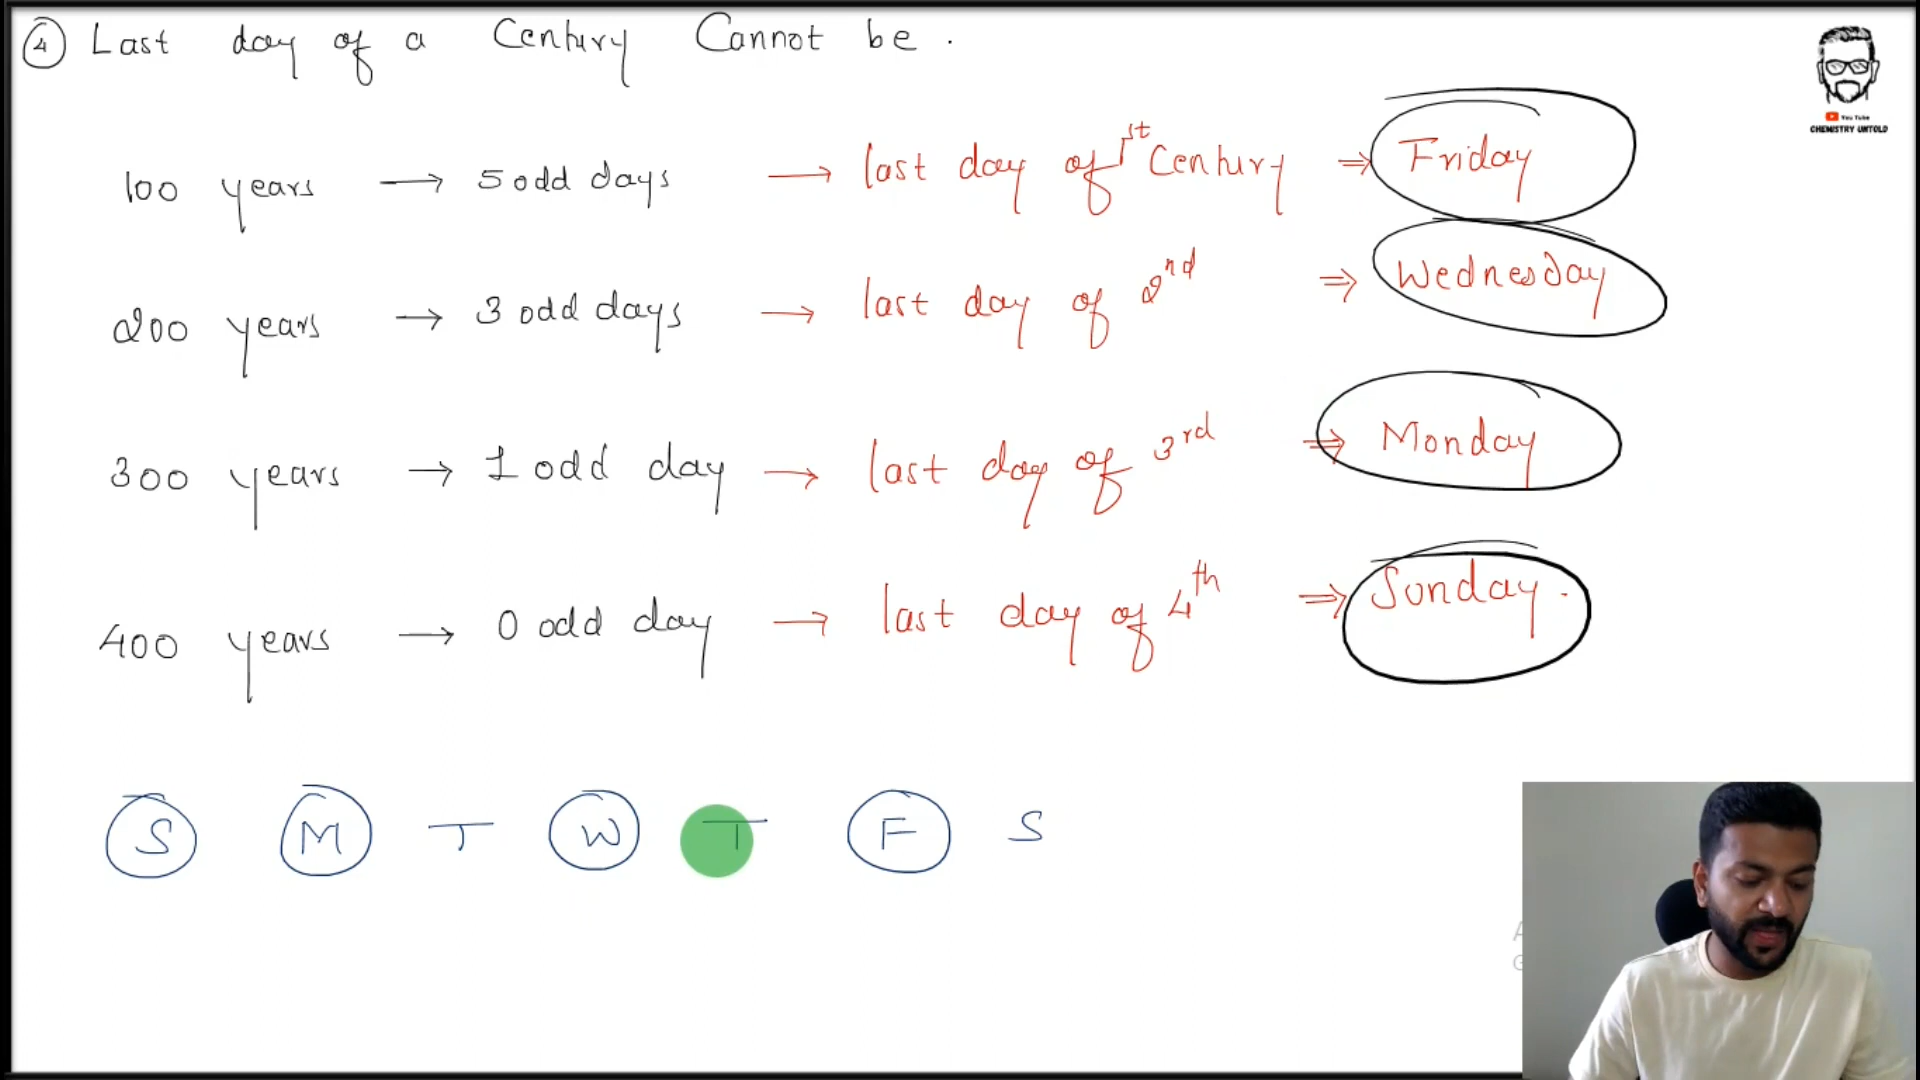 ④ Last day of a Century Cannot be .
You Tube
CHEMISTRY UNTOLD
100 years → 5 odd days → last day of 1st Century ⇒ Friday
200 years → 3 odd days → last day of 2nd ⇒ Wednesday
300 years → 1 odd day → last day of 3rd ⇒ Monday
400 years → 0 odd day → last day of 4th ⇒ Sunday.
S M T W T F S